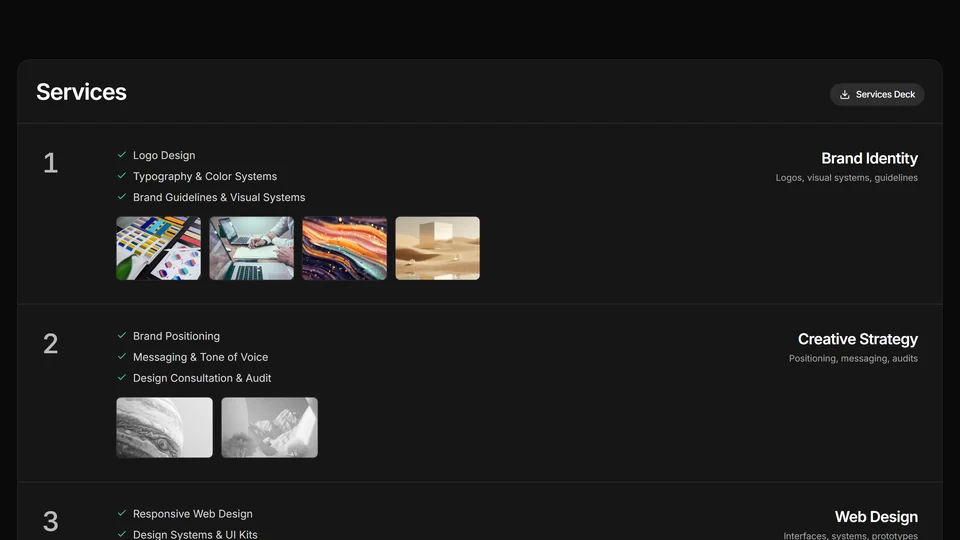 Services
Services Deck
1
Logo Design
Typography & Color Systems
Brand Guidelines & Visual Systems
Brand Identity
Logos, visual systems, guidelines
2
Brand Positioning
Messaging & Tone of Voice
Design Consultation & Audit
Creative Strategy
Positioning, messaging, audits
3
Responsive Web Design
Design Systems & UI Kits
Web Design
Interfaces, systems, prototypes